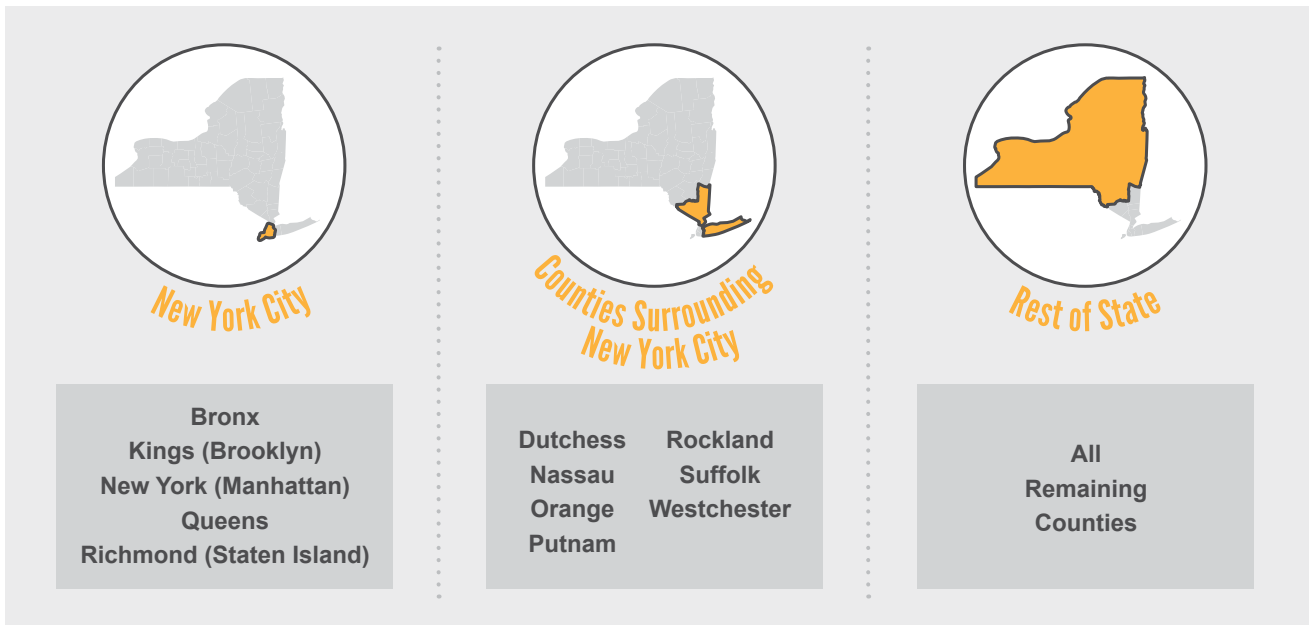 New York City
Bronx
Kings (Brooklyn)
New York (Manhattan)
Queens
Richmond (Staten Island)
Counties Surrounding
New York City
Dutchess
Nassau
Orange
Putnam
Rockland
Suffolk
Westchester
Rest of State
All
Remaining
Counties